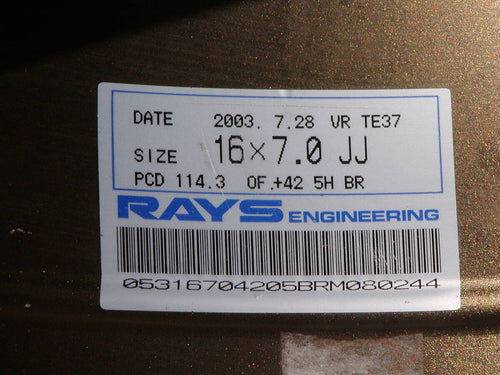 DATE 2003. 7.28 VR TE37
SIZE 16×7.0 JJ
PCD 114.3 OF.+42 5H BR
RAYS ENGINEERING
05316704205BRM080244